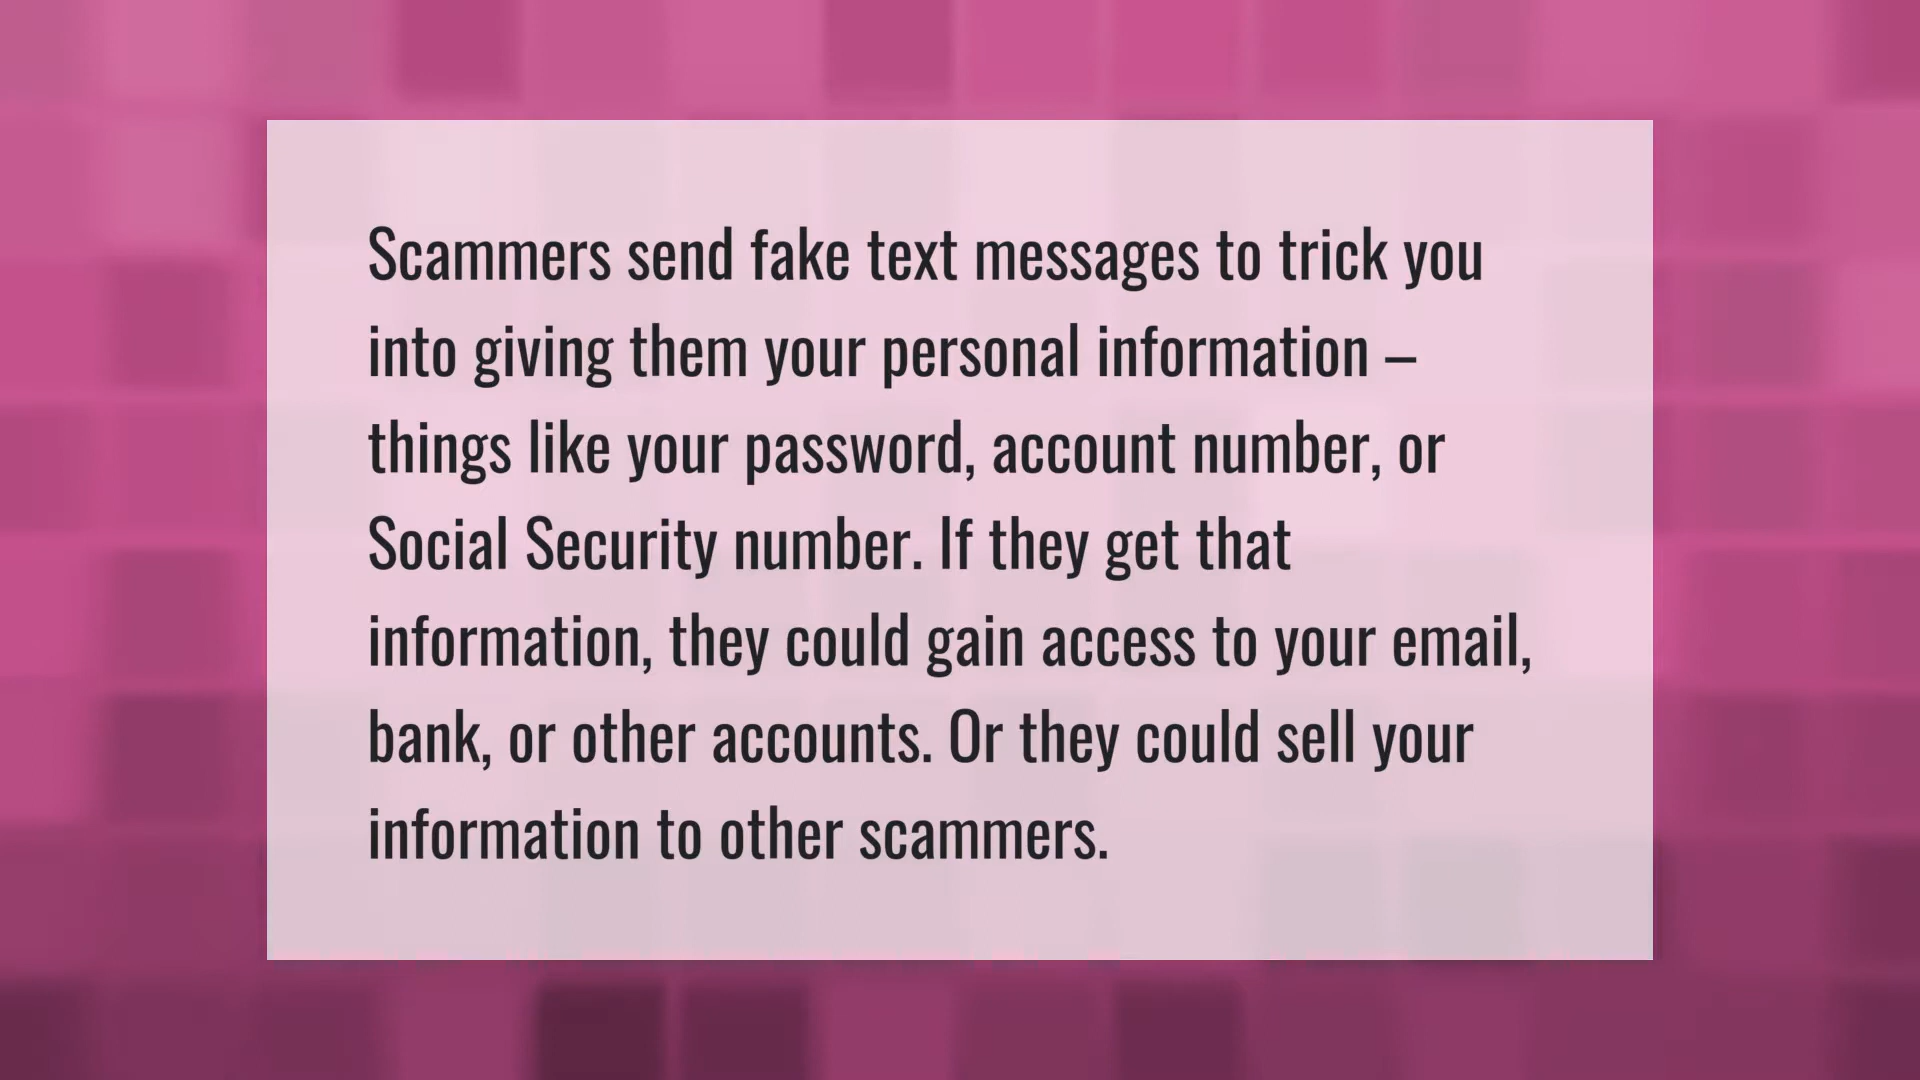 Scammers send fake text messages to trick you
into giving them your personal information –
things like your password, account number, or
Social Security number. If they get that
information, they could gain access to your email,
bank, or other accounts. Or they could sell your
information to other scammers.